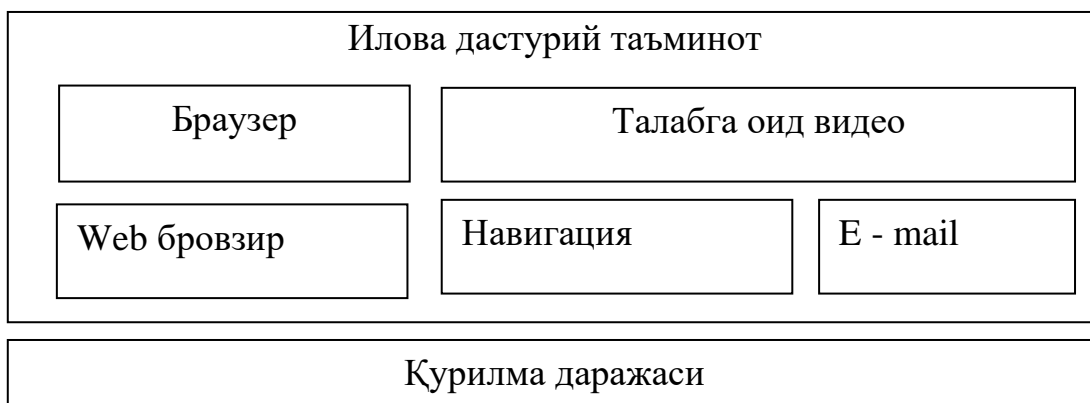 Илова дастурий таъминот
Браузер
Талабга оид видео
Web бровзир
Навигация
E - mail
Қурилма даражаси